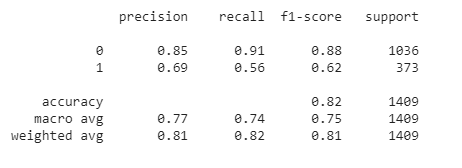 precision recall f1-score support
0 0.85 0.91 0.88 1036
1 0.69 0.56 0.62 373
accuracy 0.82 1409
macro avg 0.77 0.74 0.75 1409
weighted avg 0.81 0.82 0.81 1409